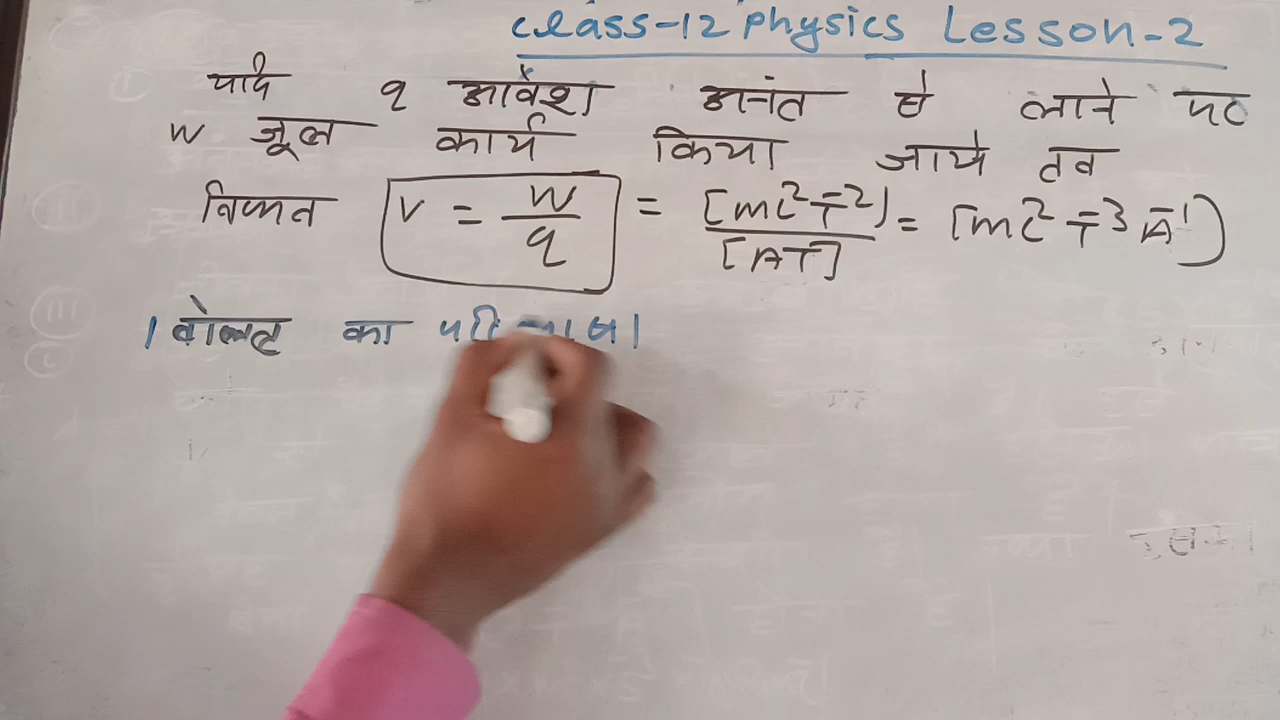 Class-12 Physics Lesson-2
यदि q आवेश अनंत से लाने पर
W जूल कार्य किया जाये तब
विभव V = W/q = [ML²T⁻²]/[AT] = [ML²T⁻³A⁻¹]
1 वोल्ट का